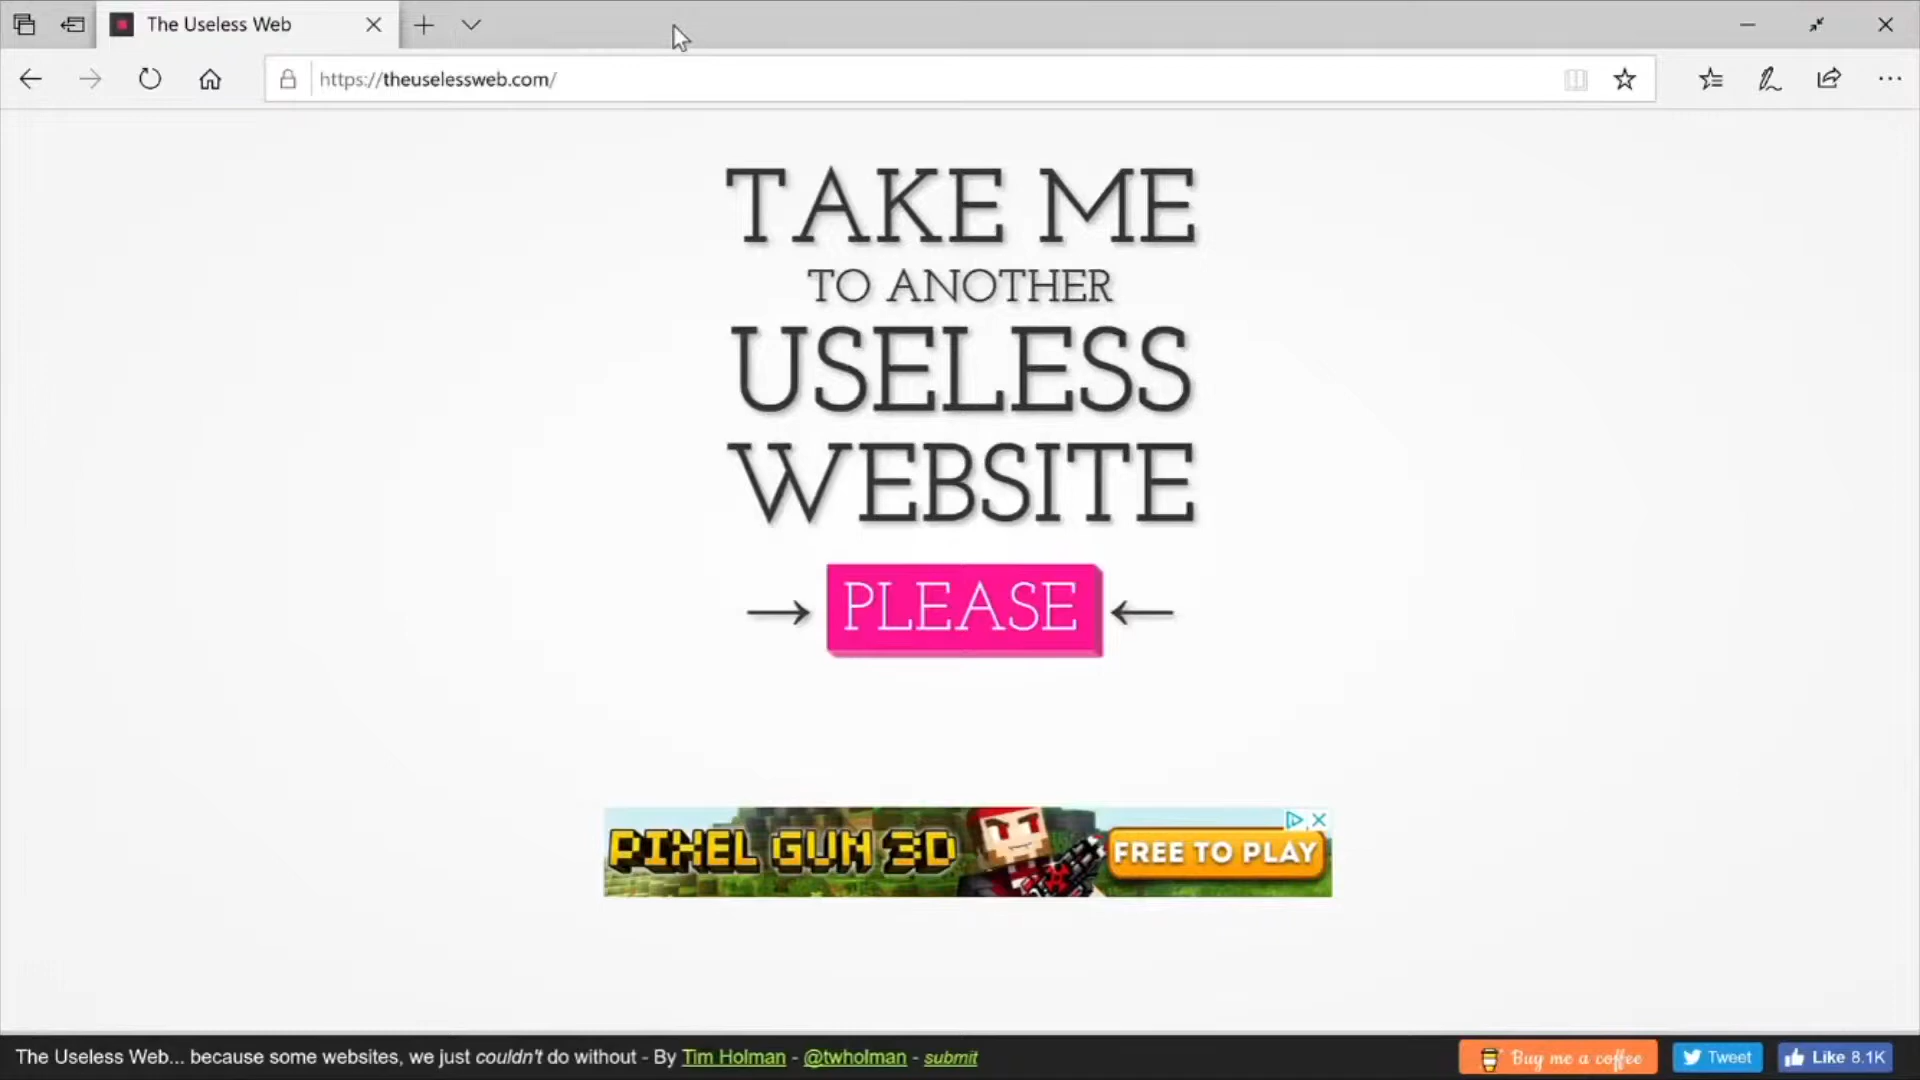 The Useless Web
https://theuselessweb.com/
TAKE ME
TO ANOTHER
USELESS
WEBSITE
PLEASE
PIXEL GUN 3D
FREE TO PLAY
The Useless Web... because some websites, we just couldn't do without - By Tim Holman - @twholman - submit
Buy me a coffee
Tweet
Like 8.1K